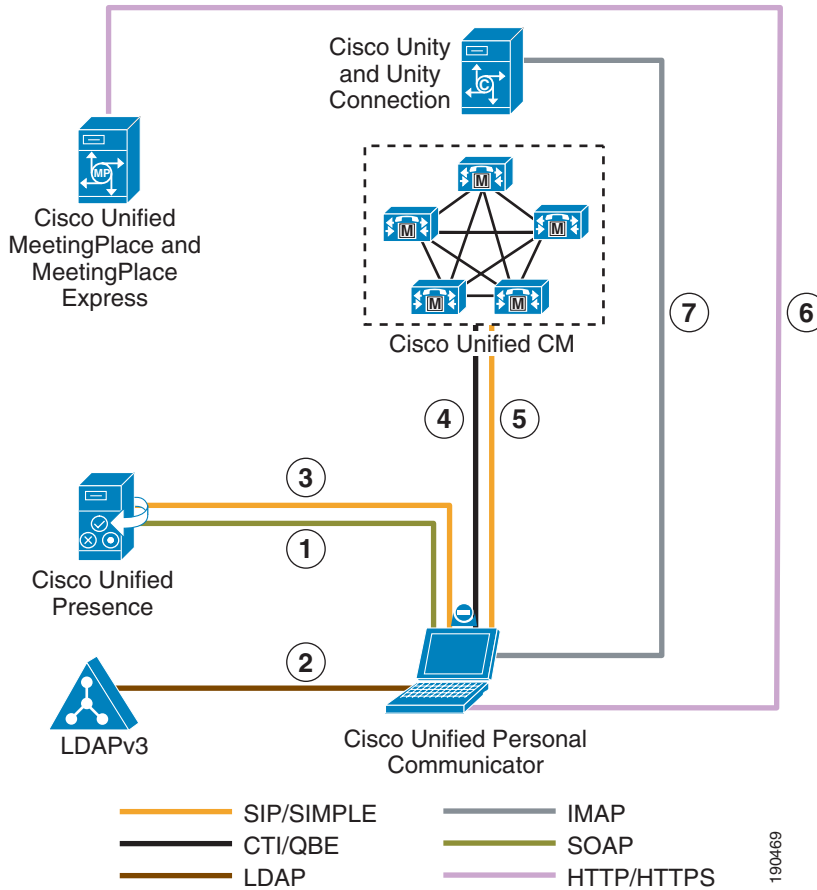 Cisco Unity
and Unity
Connection
C
MP
Cisco Unified
MeetingPlace and
MeetingPlace
Express
M
M
M
M
M
Cisco Unified CM
7
6
4
5
3
1
Cisco Unified
Presence
2
LDAPv3
Cisco Unified Personal
Communicator
SIP/SIMPLE
IMAP
CTI/QBE
SOAP
LDAP
HTTP/HTTPS
190469